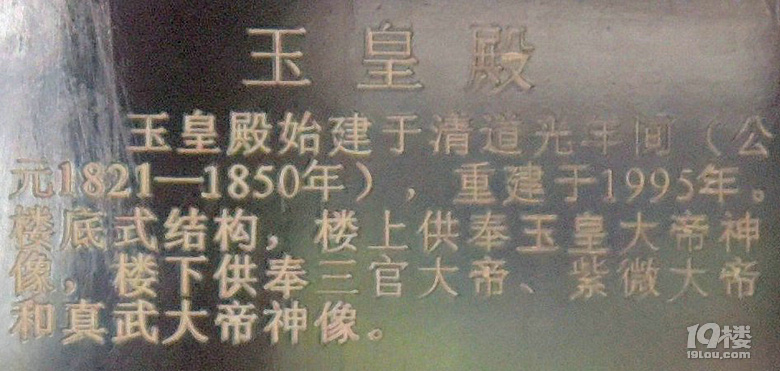 玉皇殿
玉皇殿始建于清道光年间（公
元1821—1850年），重建于1995年。
楼底式结构，楼上供奉玉皇大帝神
像，楼下供奉三官大帝、紫微大帝
和真武大帝神像。
19楼
19lou.com